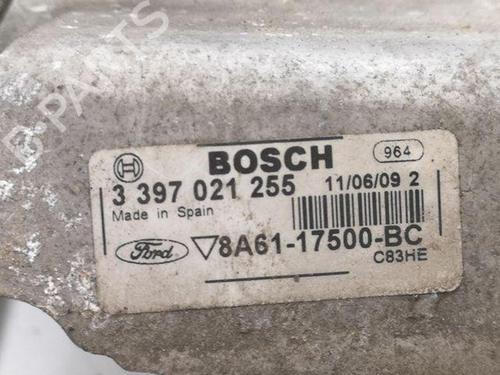 B-PARTS
BOSCH
964
3 397 021 255
11/06/09 2
Made in Spain
Ford
8A61-17500-BC
C83HE